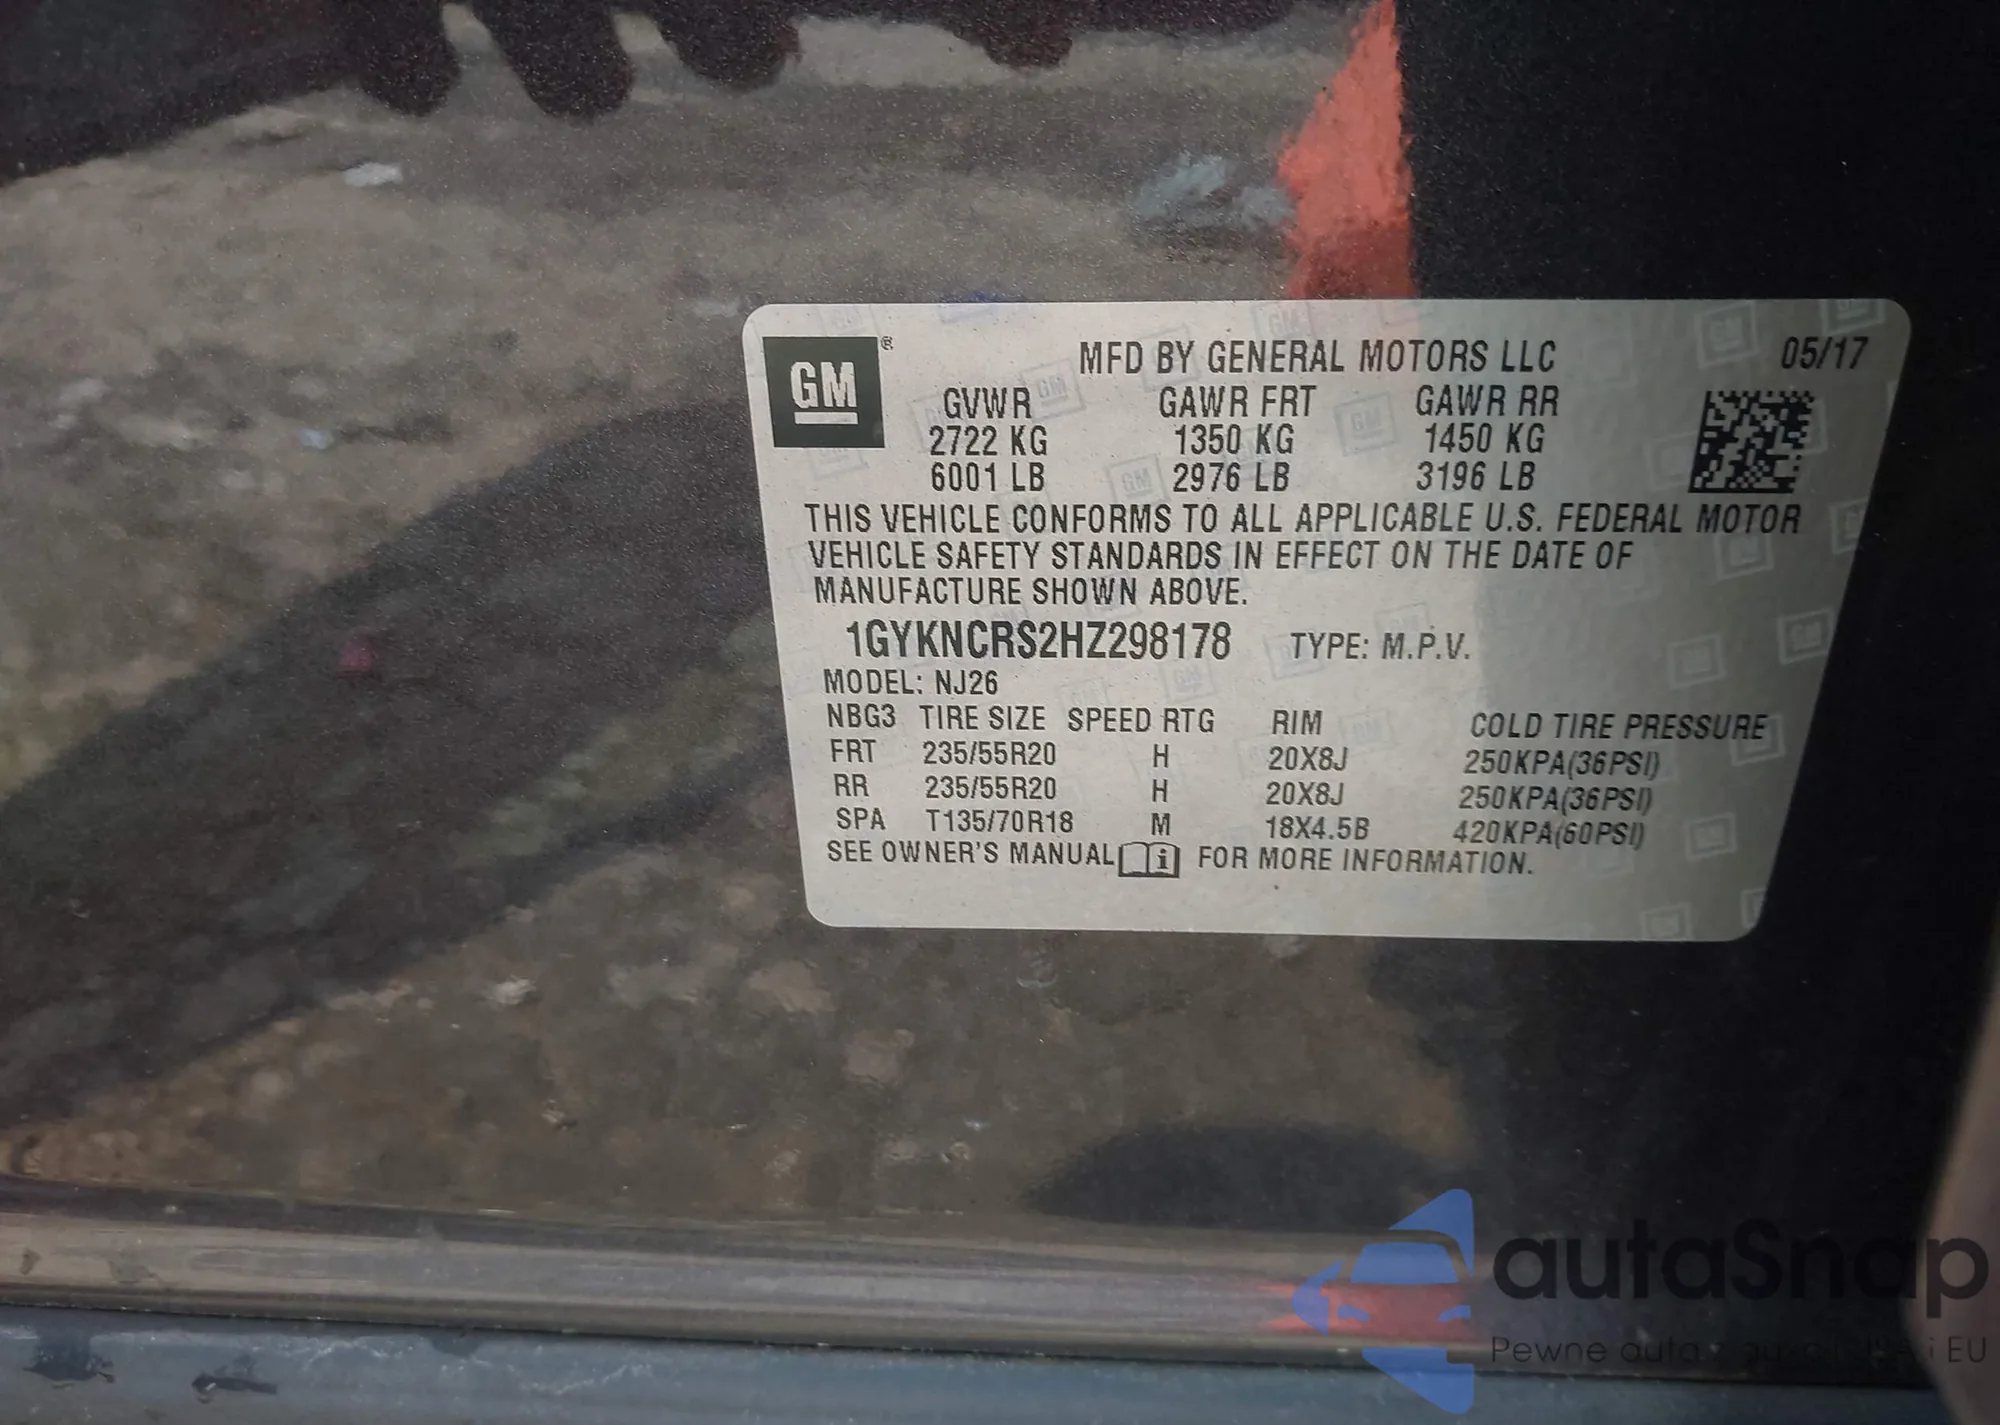 GM ®
MFD BY GENERAL MOTORS LLC 05/17
GVWR GAWR FRT GAWR RR
2722 KG 1350 KG 1450 KG
6001 LB 2976 LB 3196 LB
THIS VEHICLE CONFORMS TO ALL APPLICABLE U.S. FEDERAL MOTOR
VEHICLE SAFETY STANDARDS IN EFFECT ON THE DATE OF
MANUFACTURE SHOWN ABOVE.
1GYKNCRS2HZ298178 TYPE: M.P.V.
MODEL: NJ26
NBG3 TIRE SIZE SPEED RTG RIM COLD TIRE PRESSURE
FRT 235/55R20 H 20X8J 250KPA(36PSI)
RR 235/55R20 H 20X8J 250KPA(36PSI)
SPA T135/70R18 M 18X4.5B 420KPA(60PSI)
SEE OWNER'S MANUAL FOR MORE INFORMATION.
autaSnap
Pewne auta z i EU